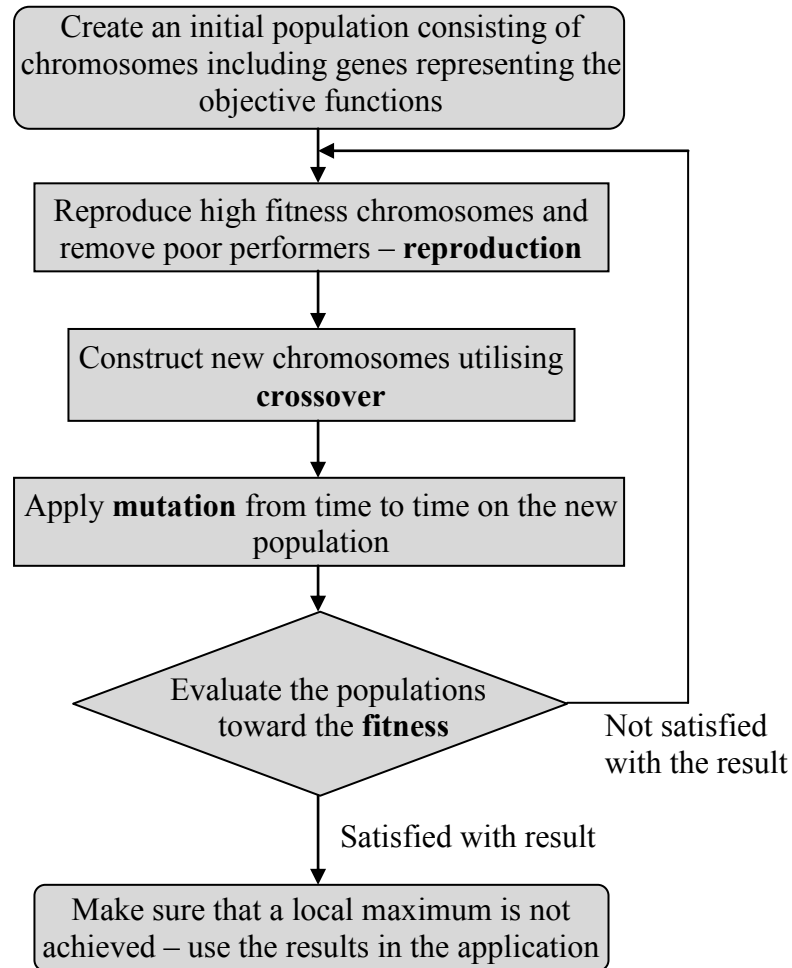 Create an initial population consisting of
chromosomes including genes representing the
objective functions
Reproduce high fitness chromosomes and
remove poor performers – reproduction
Construct new chromosomes utilising
crossover
Apply mutation from time to time on the new
population
Evaluate the populations
toward the fitness
Not satisfied
with the result
Satisfied with result
Make sure that a local maximum is not
achieved – use the results in the application